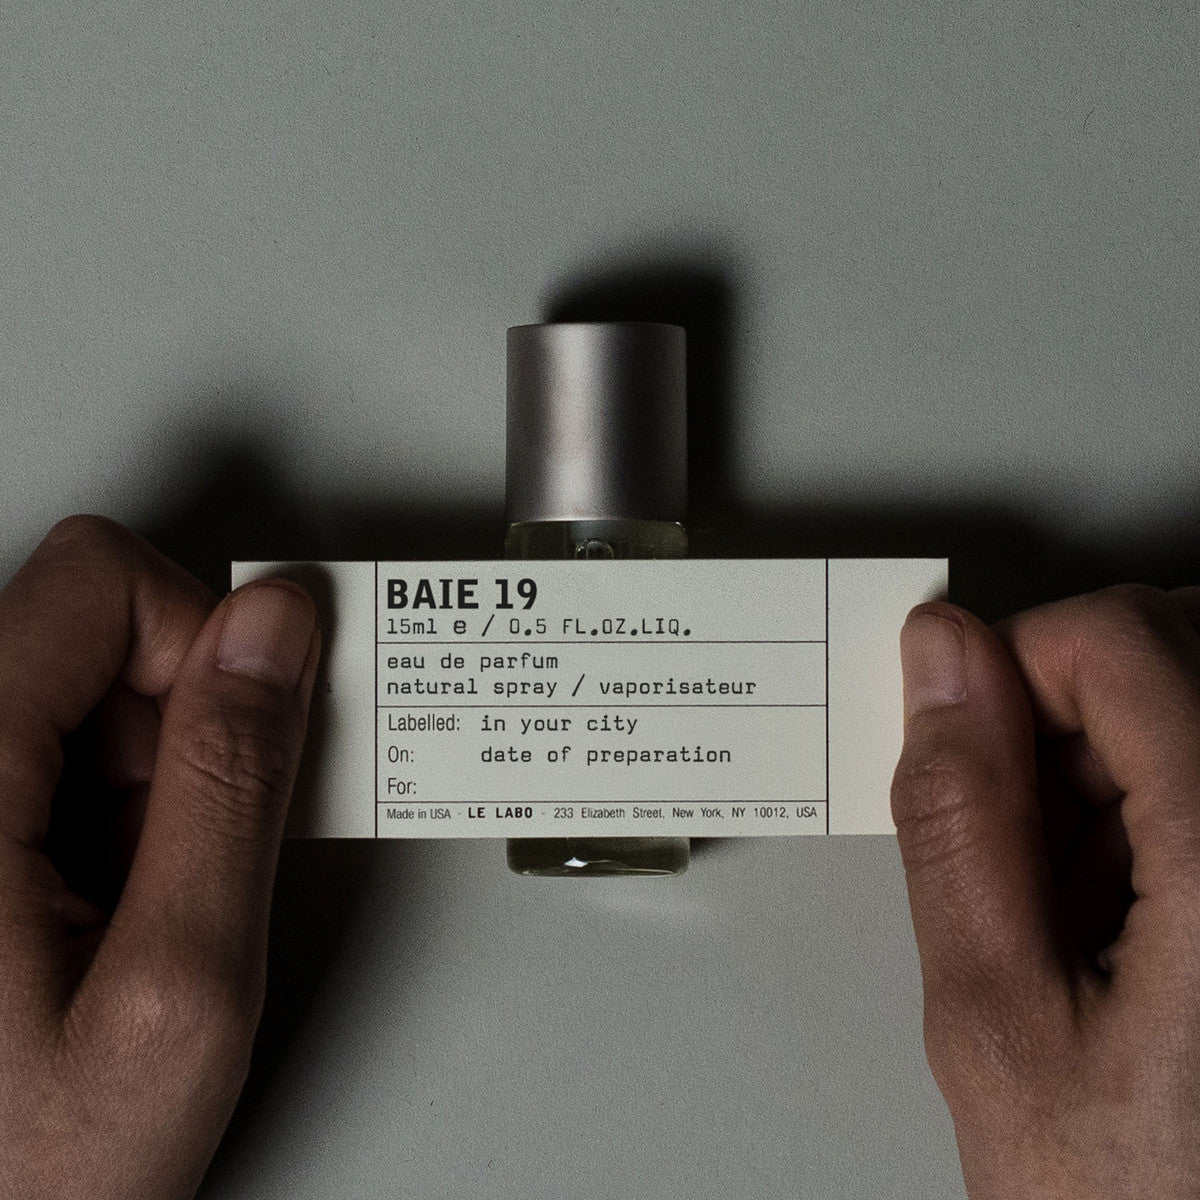 BAIE 19
15ml e / 0.5 FL.OZ.LIQ.
eau de parfum
natural spray / vaporisateur
Labelled: in your city
On: date of preparation
For:
Made in USA · LE LABO · 233 Elizabeth Street, New York, NY 10012, USA